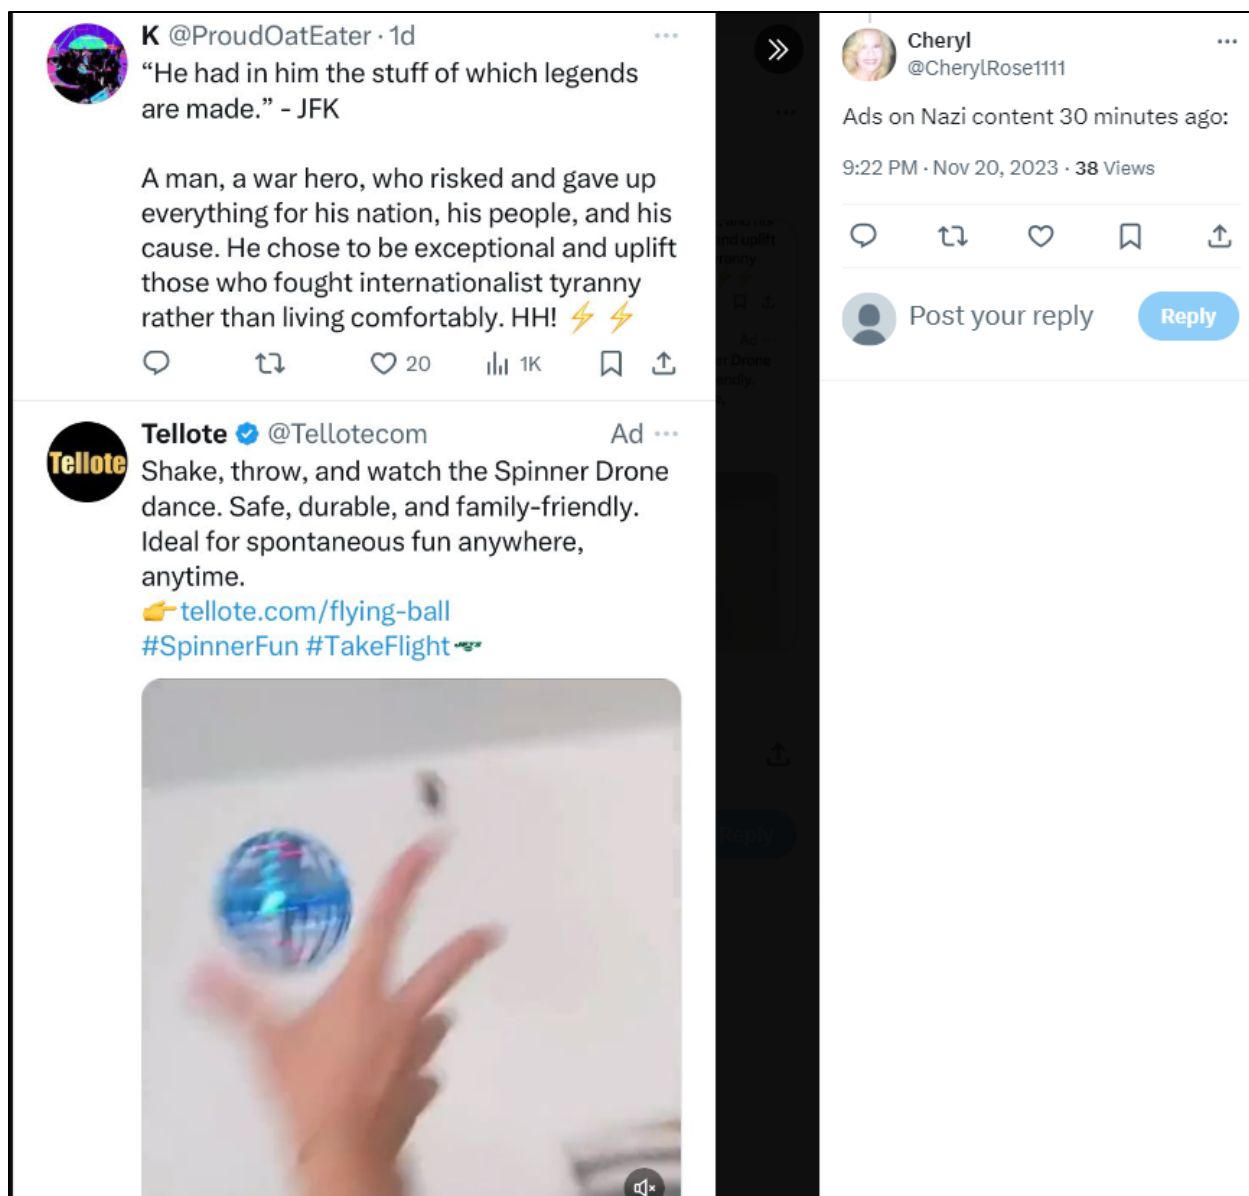 K @ProudOatEater · 1d
“He had in him the stuff of which legends
are made.” - JFK
A man, a war hero, who risked and gave up
everything for his nation, his people, and his
cause. He chose to be exceptional and uplift
those who fought internationalist tyranny
rather than living comfortably. HH! ⚡ ⚡
20 1K
Tellote
Tellote @Tellotecom Ad
Shake, throw, and watch the Spinner Drone
dance. Safe, durable, and family-friendly.
Ideal for spontaneous fun anywhere,
anytime.
👉tellote.com/flying-ball
#SpinnerFun #TakeFlight
and uplift
Ad
Drone
Reply
Cheryl
@CherylRose1111
Ads on Nazi content 30 minutes ago:
9:22 PM · Nov 20, 2023 · 38 Views
Post your reply Reply